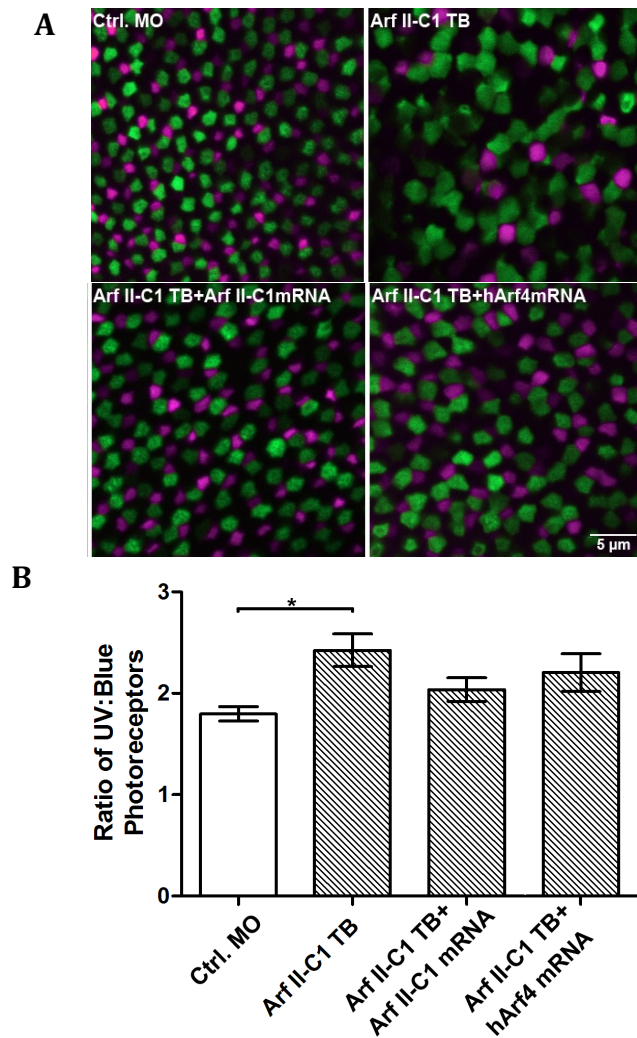 A
Ctrl. MO
Arf II-C1 TB
Arf II-C1 TB+Arf II-C1mRNA
Arf II-C1 TB+hArf4mRNA
5 µm
B
Ratio of UV:Blue
Photoreceptors
3
2
1
0
*
Ctrl. MO
Arf II-C1 TB
Arf II-C1 TB+
Arf II-C1 mRNA
Arf II-C1 TB+
hArf4 mRNA